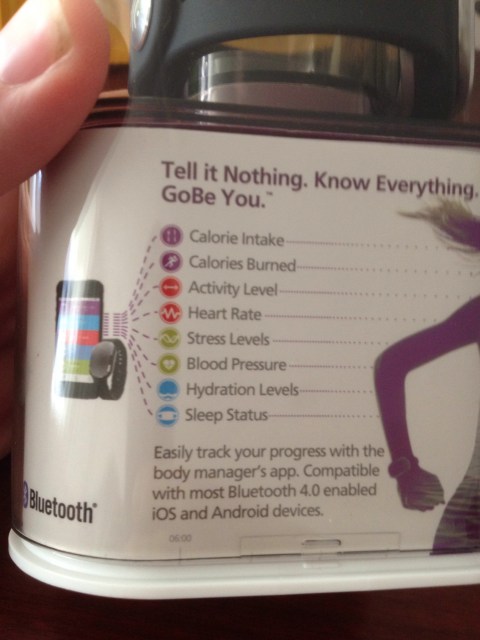 Tell it Nothing. Know Everything.
GoBe You.™
Calorie Intake
Calories Burned
Activity Level
Heart Rate
Stress Levels
Blood Pressure
Hydration Levels
Sleep Status
Easily track your progress with the
body manager's app. Compatible
with most Bluetooth 4.0 enabled
iOS and Android devices.
Bluetooth®
06:00